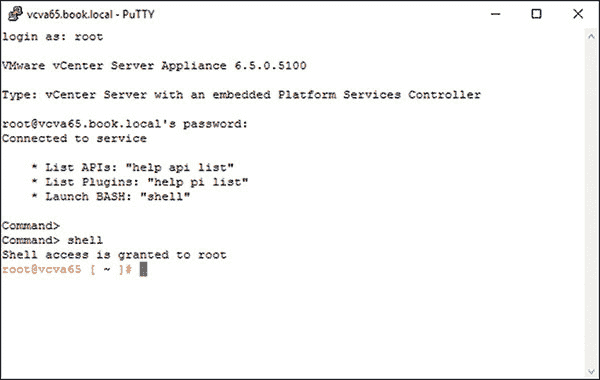 vcva65.book.local - PuTTY
login as: root
VMware vCenter Server Appliance 6.5.0.5100
Type: vCenter Server with an embedded Platform Services Controller
root@vcva65.book.local's password:
Connected to service
* List APIs: "help api list"
* List Plugins: "help pi list"
* Launch BASH: "shell"
Command>
Command> shell
Shell access is granted to root
root@vcva65 [ ~ ]#